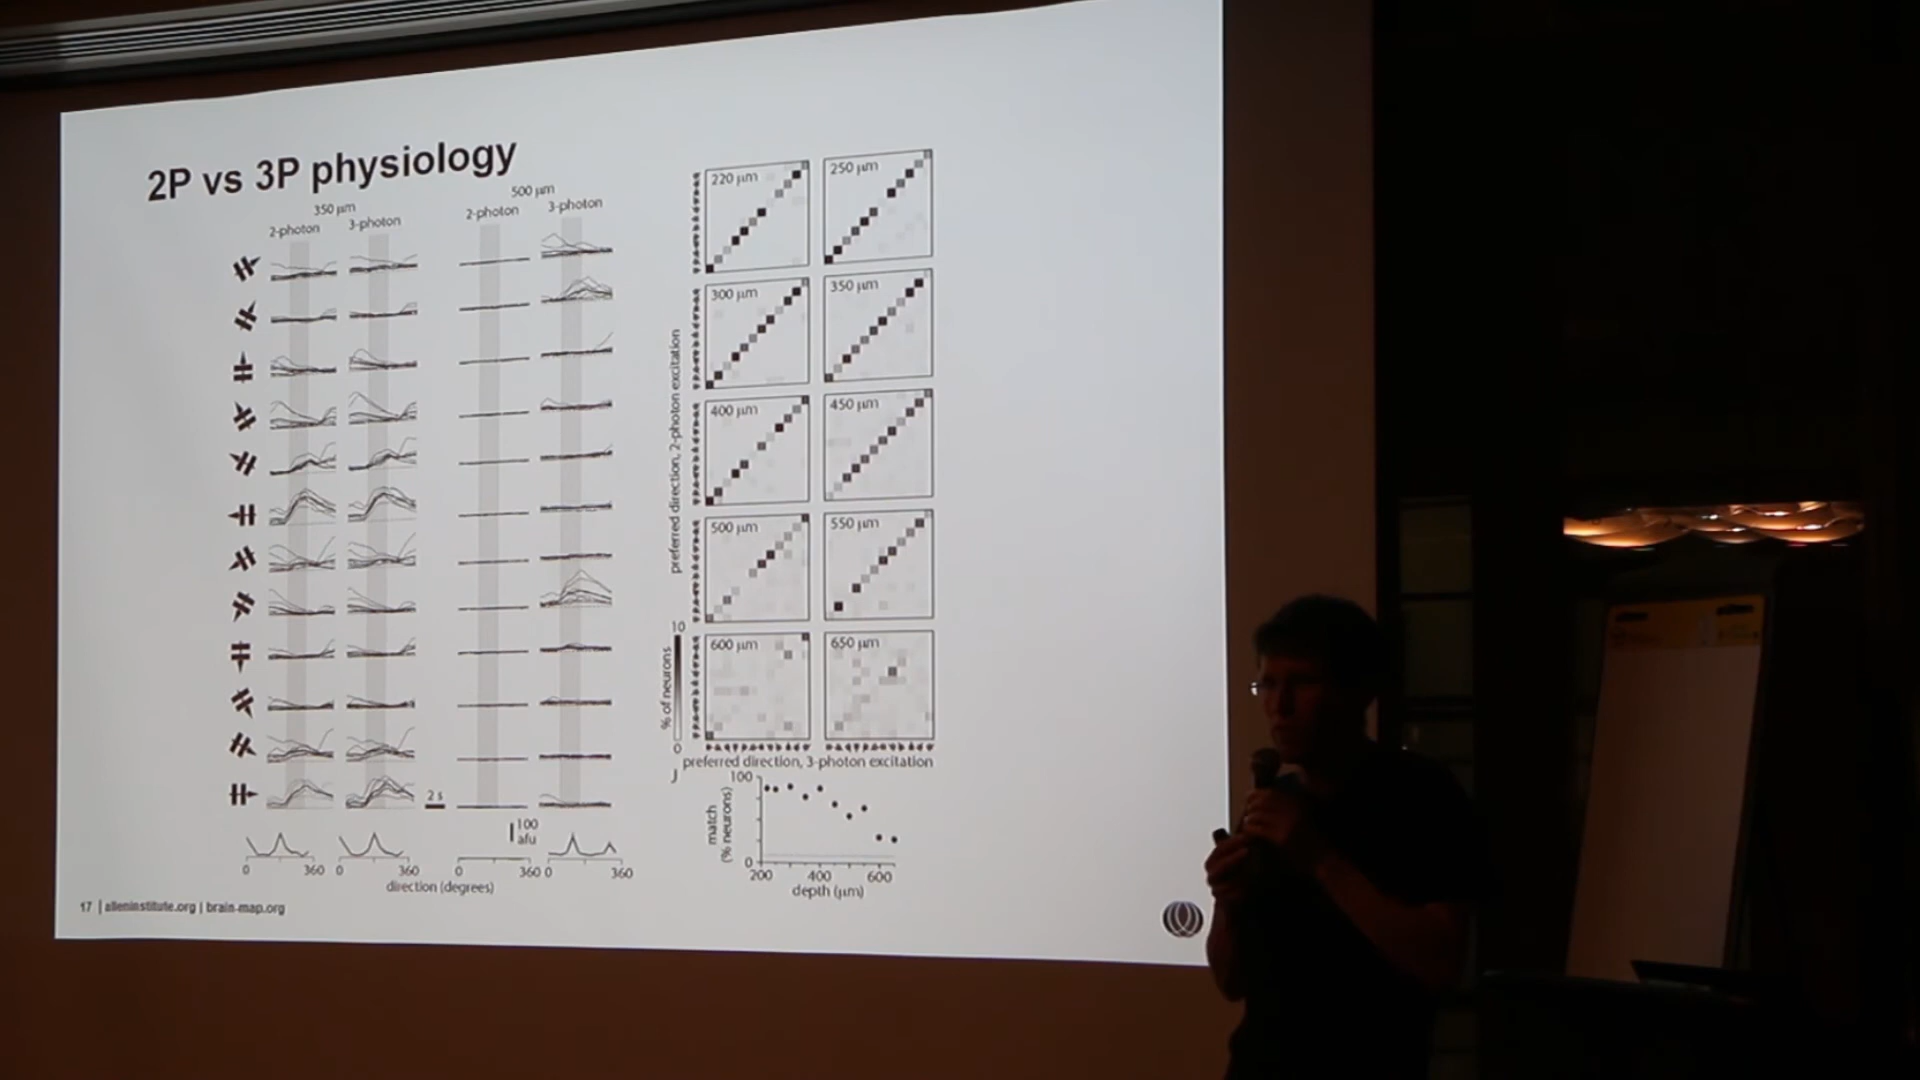 2P vs 3P physiology
350 µm
500 µm
2-photon
3-photon
2-photon
3-photon
2 s
100
afu
0
360
0
360
0
360
0
360
direction (degrees)
preferred direction, 2-photon excitation
220 µm
250 µm
300 µm
350 µm
400 µm
450 µm
500 µm
550 µm
600 µm
650 µm
10
% of neurons
0
preferred direction, 3-photon excitation
J
100
match
(% neurons)
0
200
400
600
depth (µm)
17 | alleninstitute.org | brain-map.org